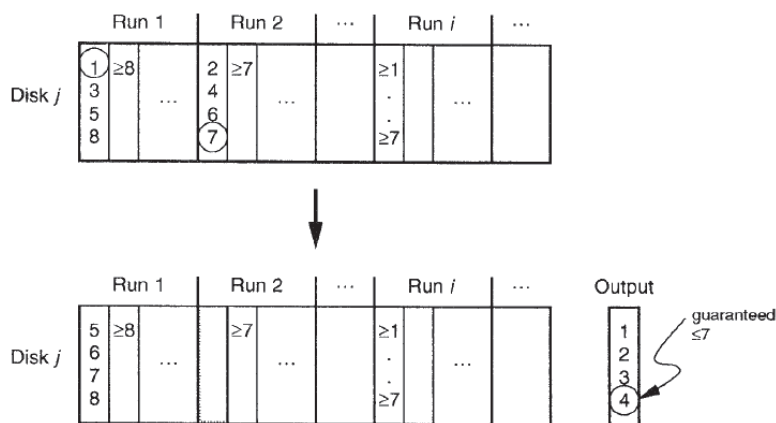 Run 1 Run 2 ... Run i ...
1 ≥8 2 ≥7 ≥1
Disk j 3 ... 4 ... . ...
5 6 .
8 7 ≥7
Run 1 Run 2 ... Run i ... Output
5 ≥8 ≥7 ≥1 1 guaranteed
Disk j 6 ... ... . ... 2 ≤7
7 . 3
8 ≥7 4